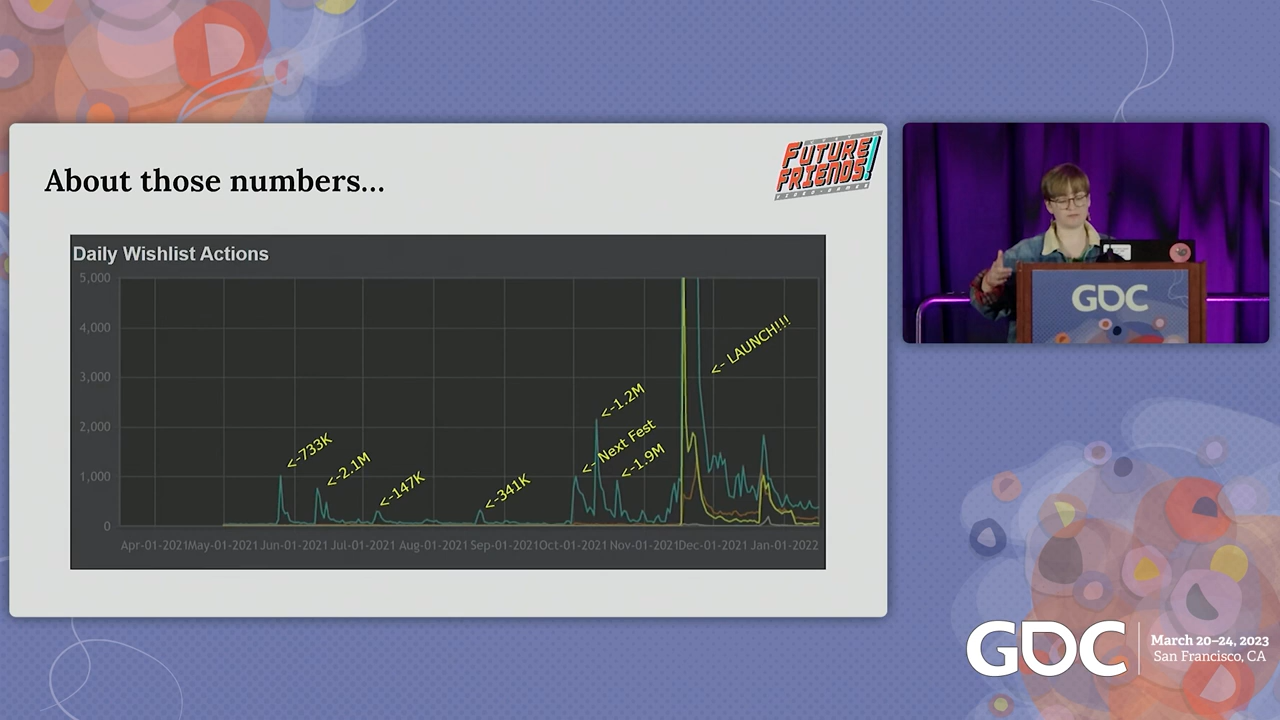 About those numbers...
FUTURE
FRIENDS!
Daily Wishlist Actions
5,000
4,000
3,000
2,000
1,000
0
<-733K
<-2.1M
<-147K
<-341K
<-1.2M
<- Next Fest
<-1.9M
<- LAUNCH!!!
Apr-01-2021
May-01-2021
Jun-01-2021
Jul-01-2021
Aug-01-2021
Sep-01-2021
Oct-01-2021
Nov-01-2021
Dec-01-2021
Jan-01-2022
GDC
GDC
March 20–24, 2023
San Francisco, CA